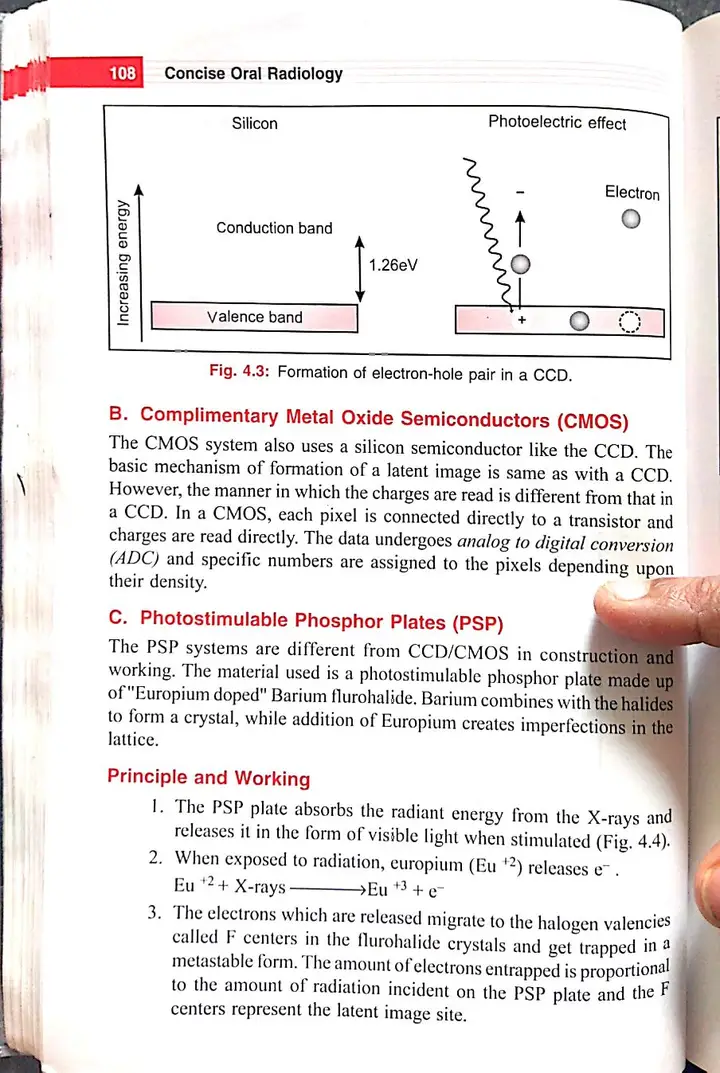 108 Concise Oral Radiology
Silicon
Photoelectric effect
Increasing energy
Conduction band
1.26eV
Valence band
–
Electron
+
Fig. 4.3: Formation of electron-hole pair in a CCD.
B. Complimentary Metal Oxide Semiconductors (CMOS)
The CMOS system also uses a silicon semiconductor like the CCD. The
basic mechanism of formation of a latent image is same as with a CCD.
However, the manner in which the charges are read is different from that in
a CCD. In a CMOS, each pixel is connected directly to a transistor and
charges are read directly. The data undergoes analog to digital conversion
(ADC) and specific numbers are assigned to the pixels depending upon
their density.
C. Photostimulable Phosphor Plates (PSP)
The PSP systems are different from CCD/CMOS in construction and
working. The material used is a photostimulable phosphor plate made up
of "Europium doped" Barium flurohalide. Barium combines with the halides
to form a crystal, while addition of Europium creates imperfections in the
lattice.
Principle and Working
1. The PSP plate absorbs the radiant energy from the X-rays and
releases it in the form of visible light when stimulated (Fig. 4.4).
2. When exposed to radiation, europium (Eu +2) releases e– .
Eu +2 + X-rays ———→Eu +3 + e–
3. The electrons which are released migrate to the halogen valencies
called F centers in the flurohalide crystals and get trapped in a
metastable form. The amount of electrons entrapped is proportional
to the amount of radiation incident on the PSP plate and the F
centers represent the latent image site.